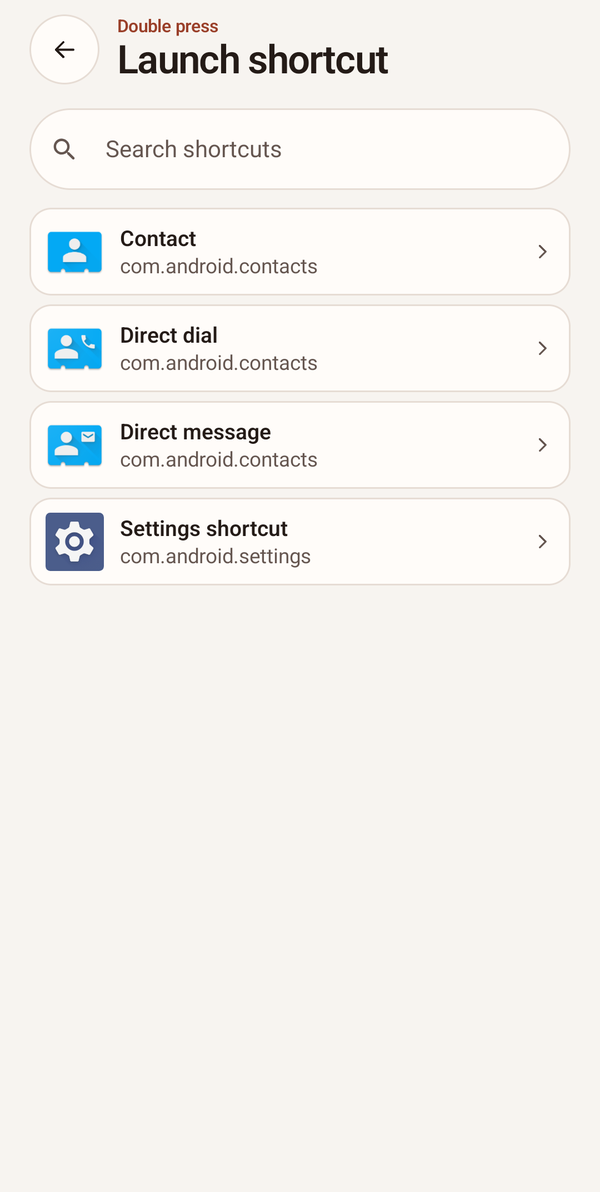 Double press
Launch shortcut
Search shortcuts
Contact
com.android.contacts
Direct dial
com.android.contacts
Direct message
com.android.contacts
Settings shortcut
com.android.settings